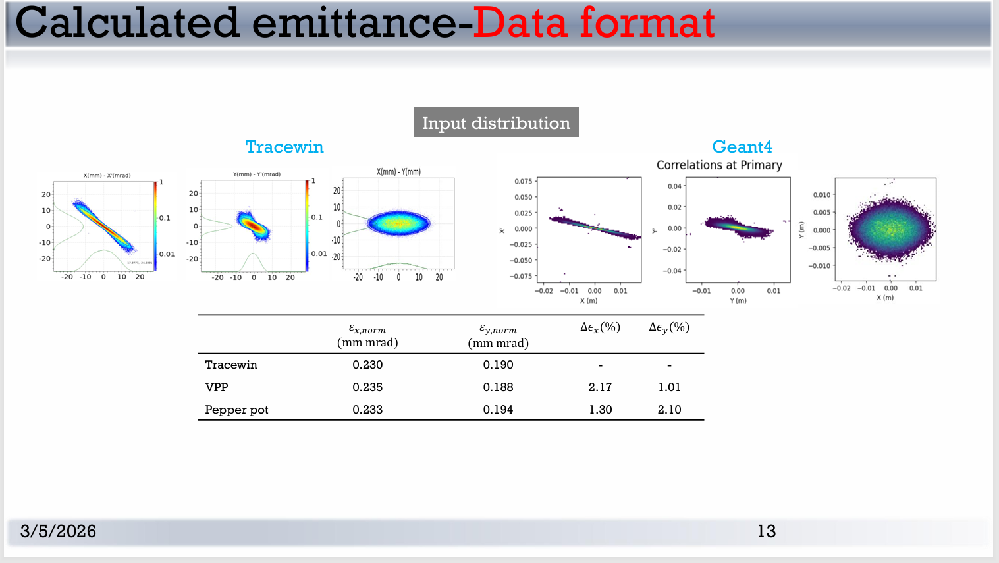 Calculated emittance-Data format
Input distribution
Tracewin
Geant4
Correlations at Primary
X(mm) - X'(mrad)
20
10
0
-10
-20
-20 -10 0 10 20
1
0.1
0.01
Y(mm) - Y'(mrad)
20
10
0
-10
-20
-20 -10 0 10 20
1
0.1
0.01
X(mm) - Y(mm)
20
10
0
-10
-20
-20 -10 0 10 20
X'
0.075
0.050
0.025
0.000
−0.025
−0.050
−0.075
−0.02 −0.01 0.00 0.01
X (m)
Y'
0.04
0.02
0.00
−0.02
−0.04
−0.01 0.00 0.01
Y (m)
Y (m)
0.010
0.005
0.000
−0.005
−0.010
−0.02 −0.01 0.00 0.01
X (m)
εx,norm (mm mrad) εy,norm (mm mrad) Δϵx(%) Δϵy(%)
Tracewin 0.230 0.190 - -
VPP 0.235 0.188 2.17 1.01
Pepper pot 0.233 0.194 1.30 2.10
3/5/2026
13